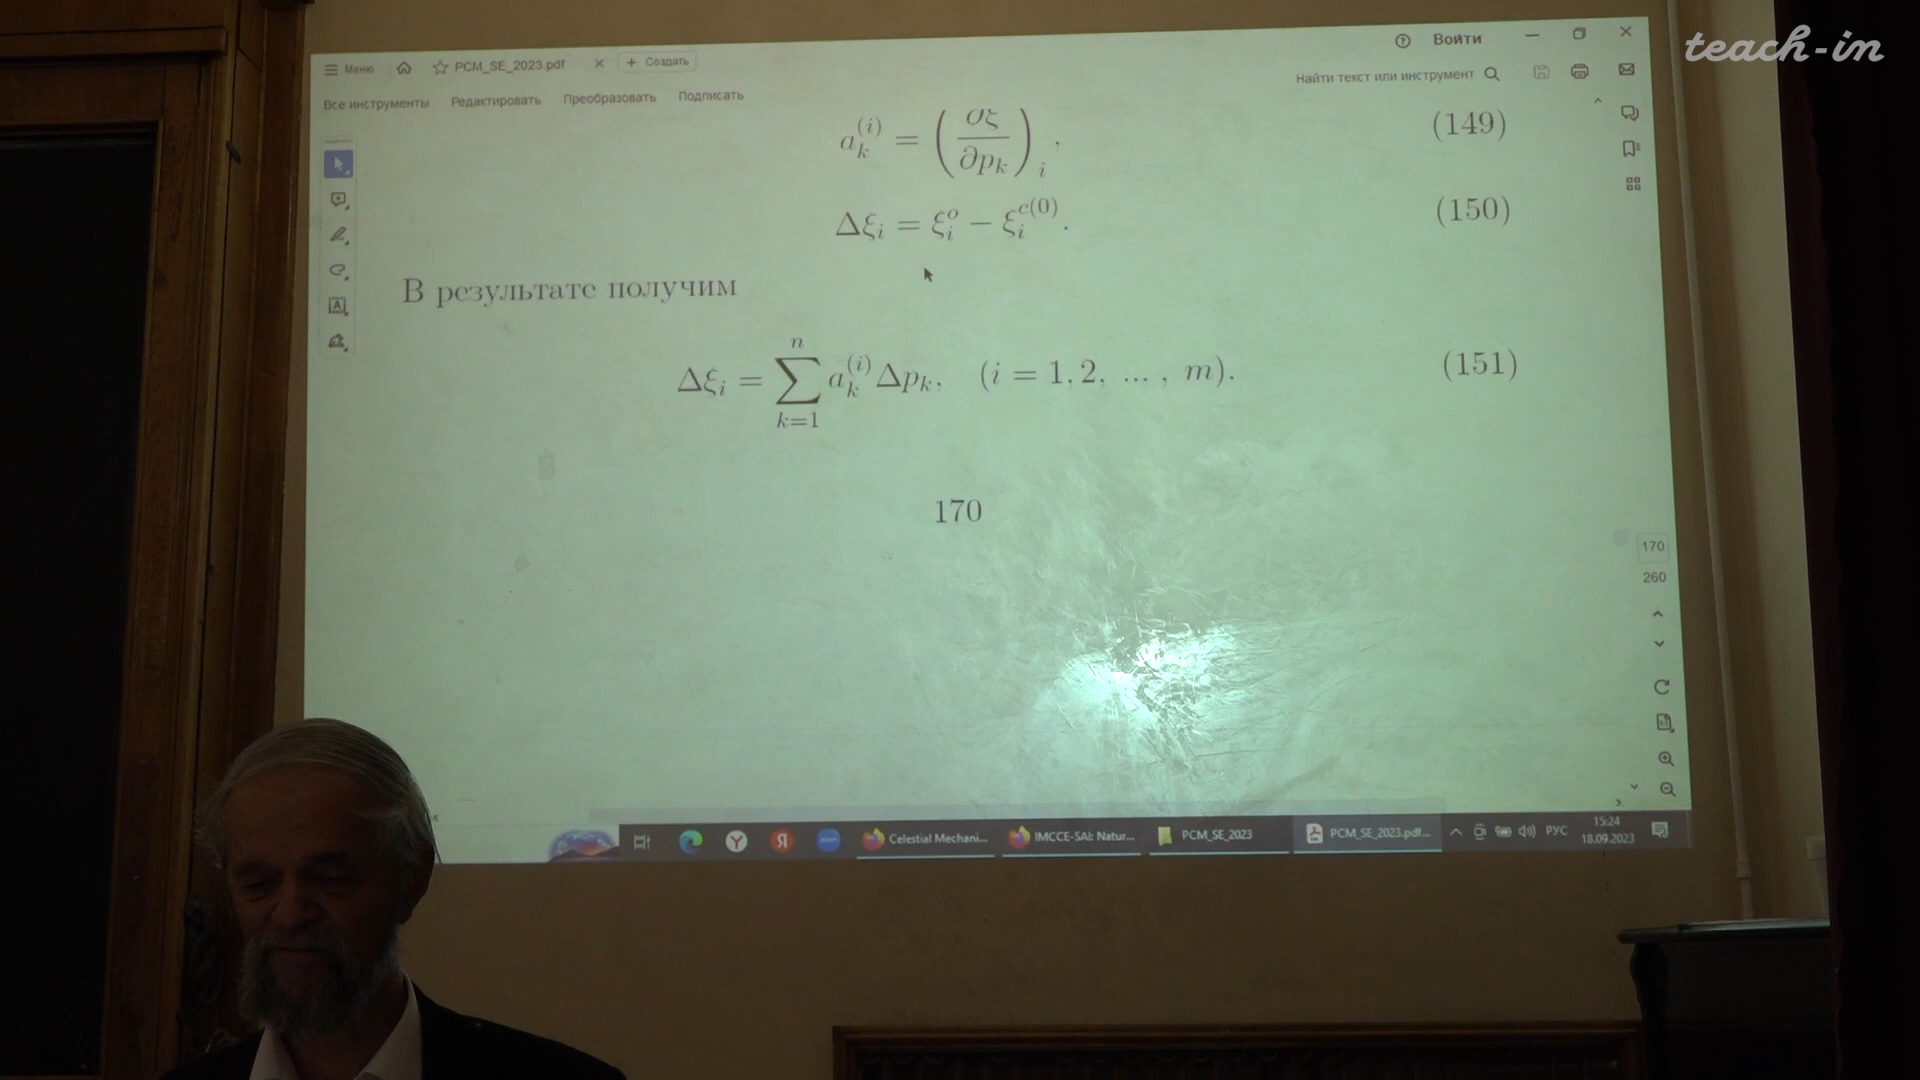 teach-in
Войти
Меню
PCM_SE_2023.pdf
+ Создать
Найти текст или инструмент
Все инструменты Редактировать Преобразовать Подписать
a_k^{(i)} = \left( \frac{\partial \xi}{\partial p_k} \right)_i , (149)
\Delta\xi_i = \xi_i^o - \xi_i^{c(0)}. (150)
В результате получим
\Delta\xi_i = \sum_{k=1}^{n} a_k^{(i)} \Delta p_k, (i = 1, 2, ... , m). (151)
170
170
260
Celestial Mechani...
IMCCE-SAI: Natur...
PCM_SE_2023
PCM_SE_2023.pdf...
РУС
15:24
18.09.2023